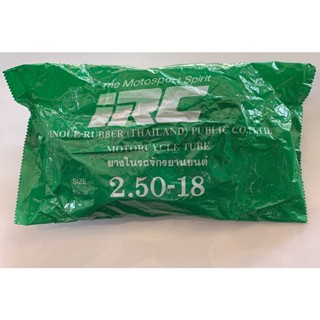 The Motosport Spirit
iRC
INOUE RUBBER (THAILAND) PUBLIC CO., LTD.
MOTORCYCLE TUBE
ยางในรถจักรยานยนต์
SIZE 2.50-18